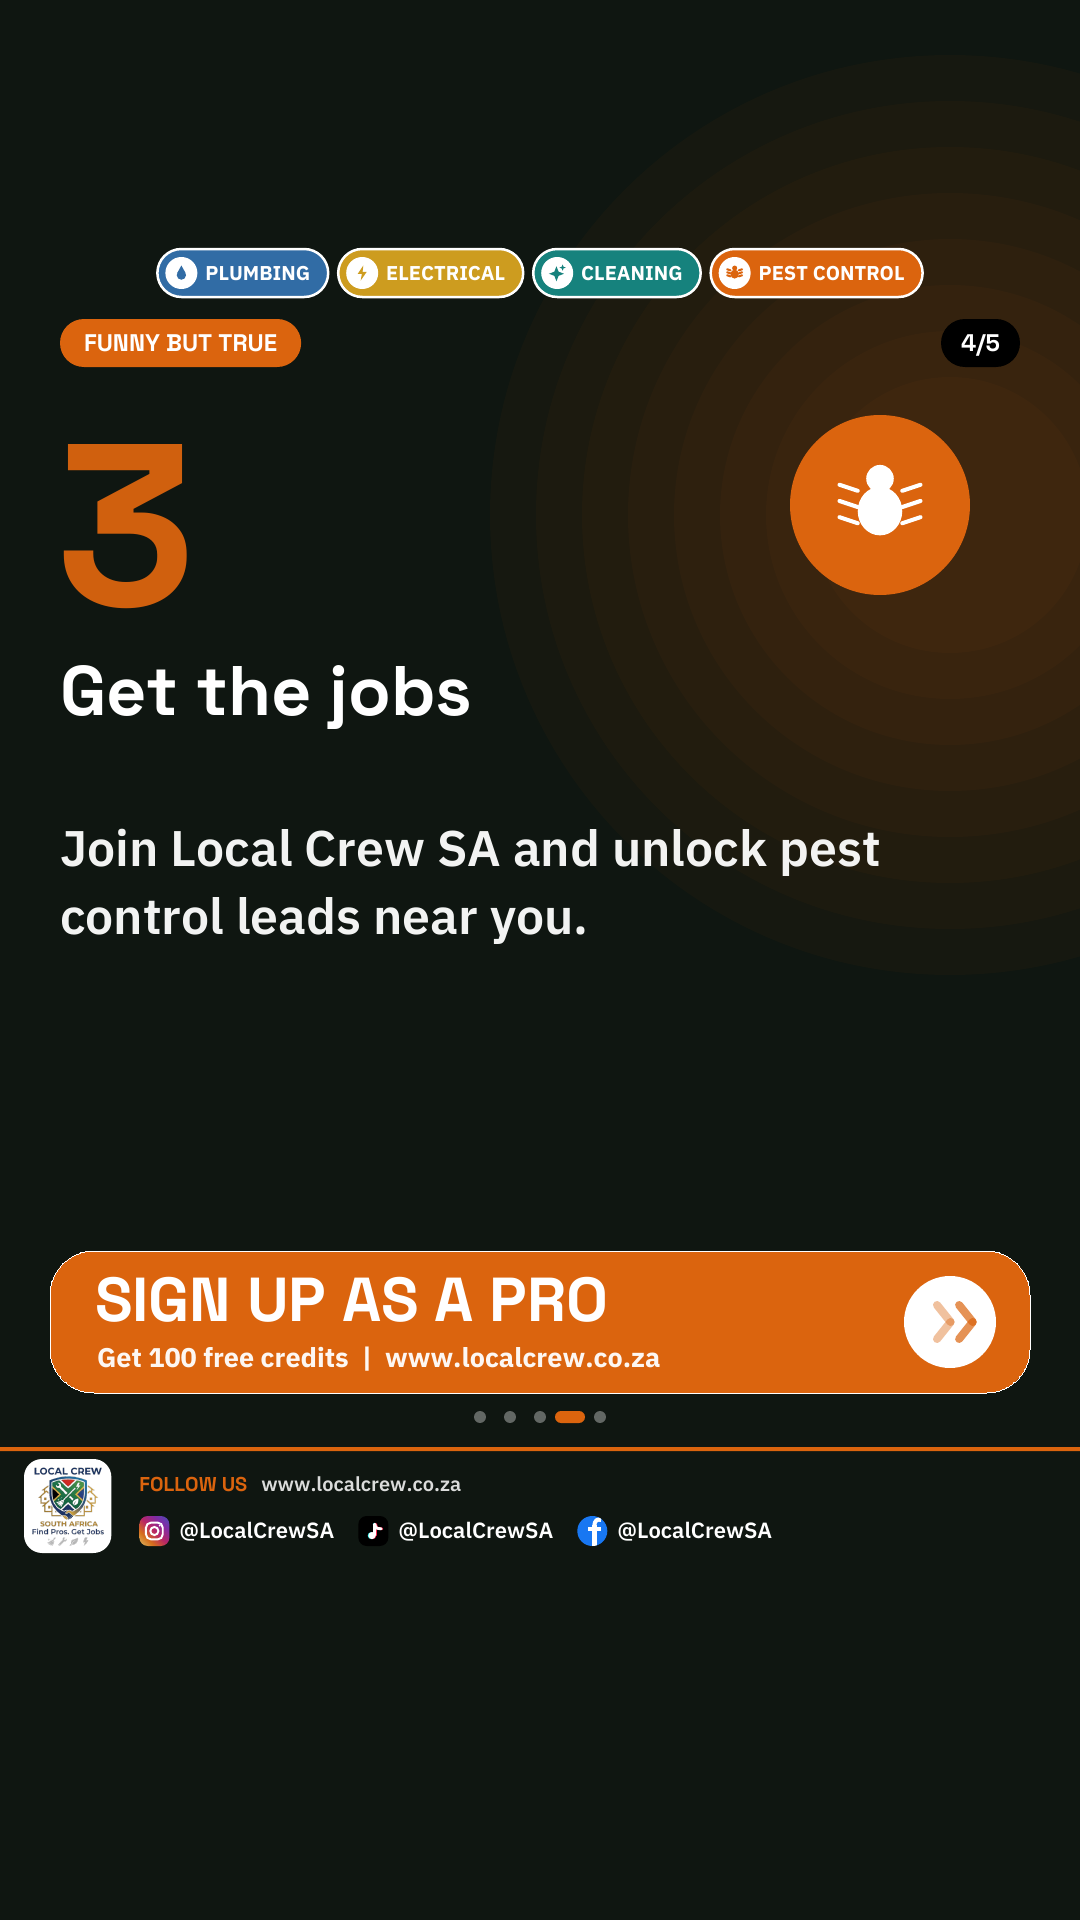 PLUMBING ELECTRICAL CLEANING PEST CONTROL
FUNNY BUT TRUE
4/5
3
Get the jobs
Join Local Crew SA and unlock pest
control leads near you.
SIGN UP AS A PRO
Get 100 free credits | www.localcrew.co.za
LOCAL CREW
SOUTH AFRICA
Find Pros. Get Jobs
FOLLOW US www.localcrew.co.za
@LocalCrewSA @LocalCrewSA @LocalCrewSA